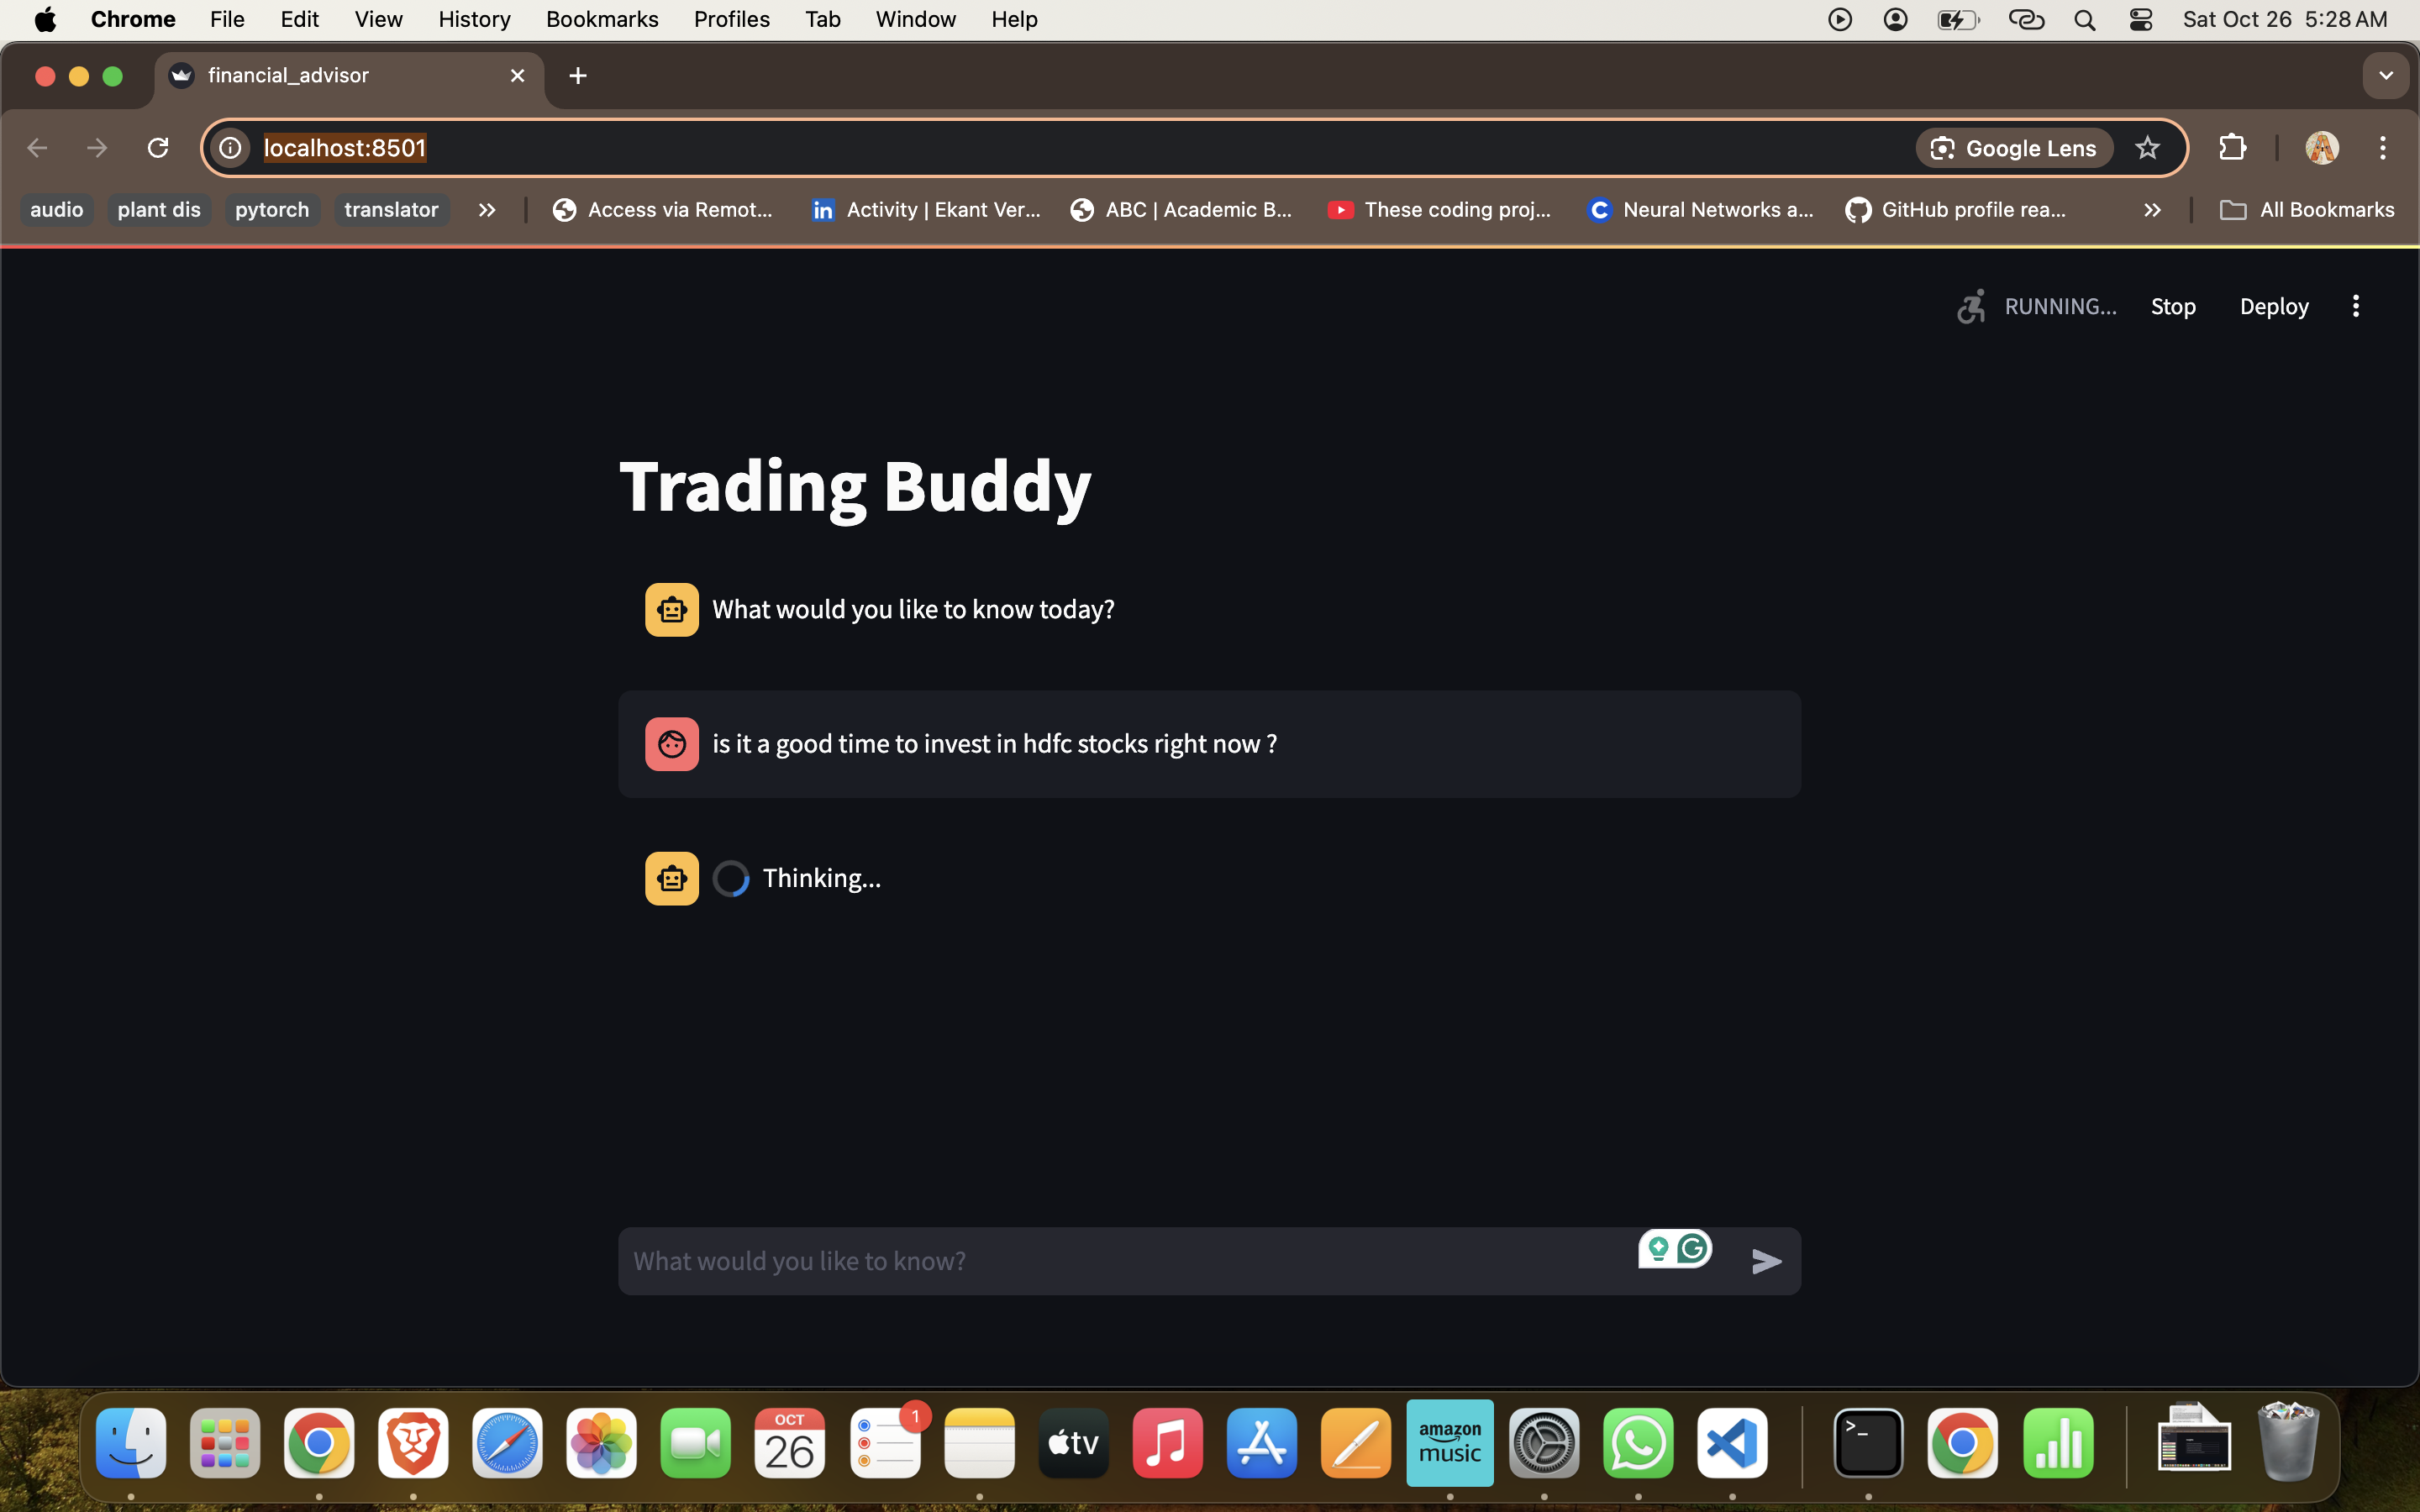 Chrome File Edit View History Bookmarks Profiles Tab Window Help Sat Oct 26 5:28 AM
financial_advisor
localhost:8501 Google Lens
audio plant dis pytorch translator Access via Remot... Activity | Ekant Ver... ABC | Academic B... These coding proj... Neural Networks a... GitHub profile rea... All Bookmarks
RUNNING... Stop Deploy
Trading Buddy
What would you like to know today?
is it a good time to invest in hdfc stocks right now ?
Thinking...
What would you like to know?
OCT
26
1
tv
amazon
music